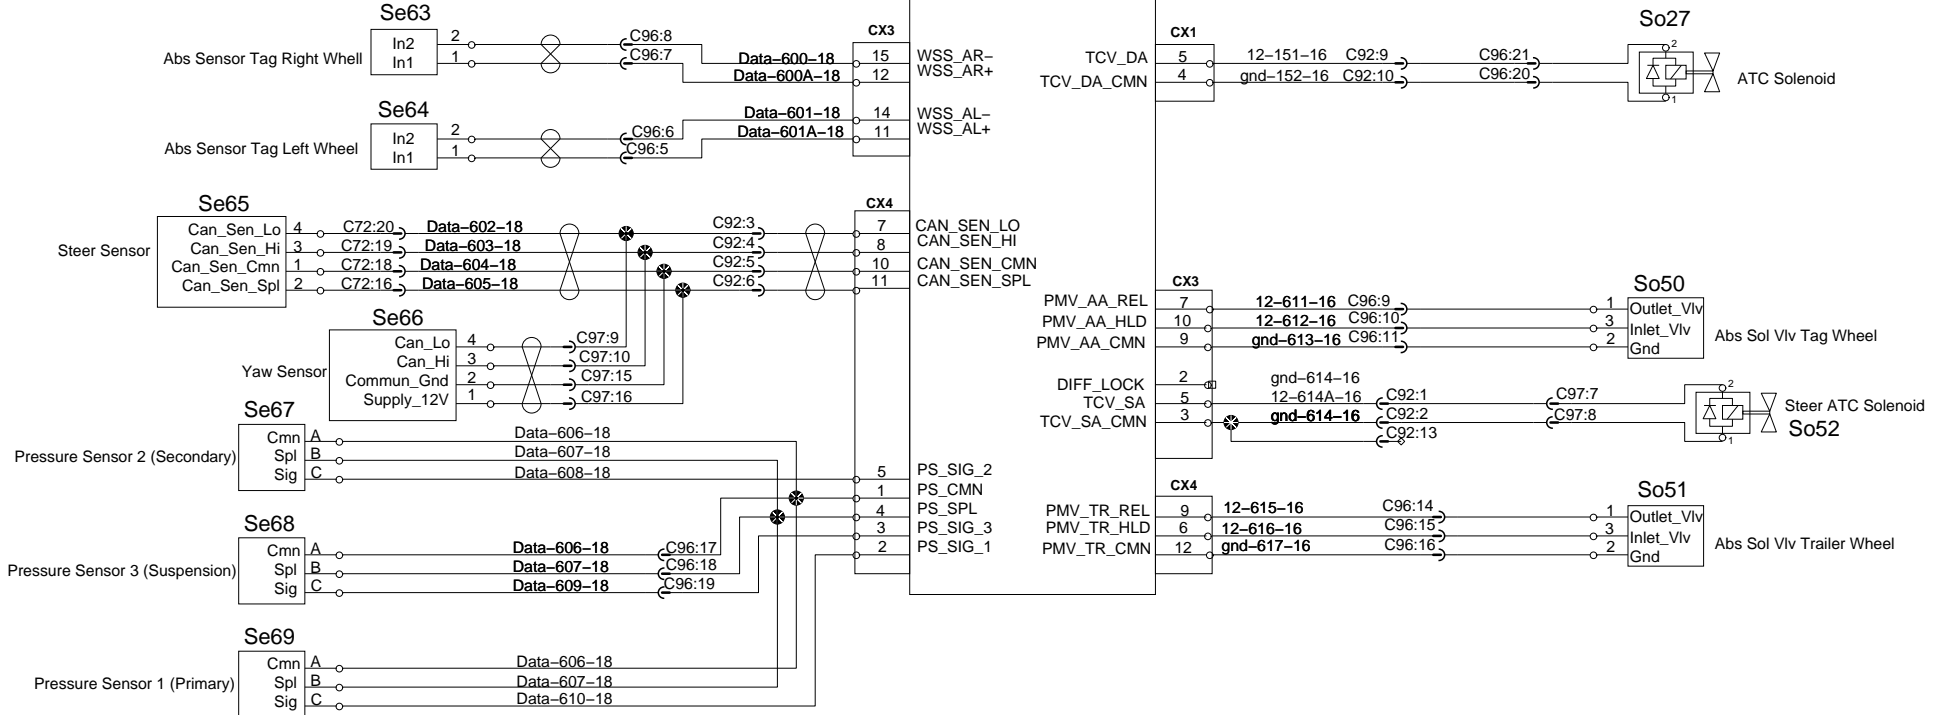 Se63
Abs Sensor Tag Right Whell
In2 2
In1 1
C96:8
C96:7
Data-600-18
Data-600A-18
CX3
15 WSS_AR-
12 WSS_AR+
Se64
Abs Sensor Tag Left Wheel
In2 2
In1 1
C96:6
C96:5
Data-601-18
Data-601A-18
14 WSS_AL-
11 WSS_AL+
Se65
Steer Sensor
Can_Sen_Lo 4 C72:20 Data-602-18 C92:3
Can_Sen_Hi 3 C72:19 Data-603-18 C92:4
Can_Sen_Cmn 1 C72:18 Data-604-18 C92:5
Can_Sen_Spl 2 C72:16 Data-605-18 C92:6
CX4
7 CAN_SEN_LO
8 CAN_SEN_HI
10 CAN_SEN_CMN
11 CAN_SEN_SPL
Se66
Yaw Sensor
Can_Lo 4 C97:9
Can_Hi 3 C97:10
Commun_Gnd 2 C97:15
Supply_12V 1 C97:16
Se67
Pressure Sensor 2 (Secondary)
Cmn A Data-606-18
Spl B Data-607-18
Sig C Data-608-18
5 PS_SIG_2
1 PS_CMN
4 PS_SPL
3 PS_SIG_3
2 PS_SIG_1
Se68
Pressure Sensor 3 (Suspension)
Cmn A Data-606-18 C96:17
Spl B Data-607-18 C96:18
Sig C Data-609-18 C96:19
Se69
Pressure Sensor 1 (Primary)
Cmn A Data-606-18
Spl B Data-607-18
Sig C Data-610-18
CX1
TCV_DA 5 12-151-16 C92:9 C96:21
TCV_DA_CMN 4 gnd-152-16 C92:10 C96:20
So27
2
1
ATC Solenoid
CX3
PMV_AA_REL 7 12-611-16 C96:9
PMV_AA_HLD 10 12-612-16 C96:10
PMV_AA_CMN 9 gnd-613-16 C96:11
So50
1 Outlet_Vlv
3 Inlet_Vlv
2 Gnd
Abs Sol Vlv Tag Wheel
DIFF_LOCK 2 gnd-614-16
TCV_SA 5 12-614A-16 C92:1 C97:7
TCV_SA_CMN 3 gnd-614-16 C92:2 C97:8
C92:13
2
1
Steer ATC Solenoid
So52
CX4
PMV_TR_REL 9 12-615-16 C96:14
PMV_TR_HLD 6 12-616-16 C96:15
PMV_TR_CMN 12 gnd-617-16 C96:16
So51
1 Outlet_Vlv
3 Inlet_Vlv
2 Gnd
Abs Sol Vlv Trailer Wheel